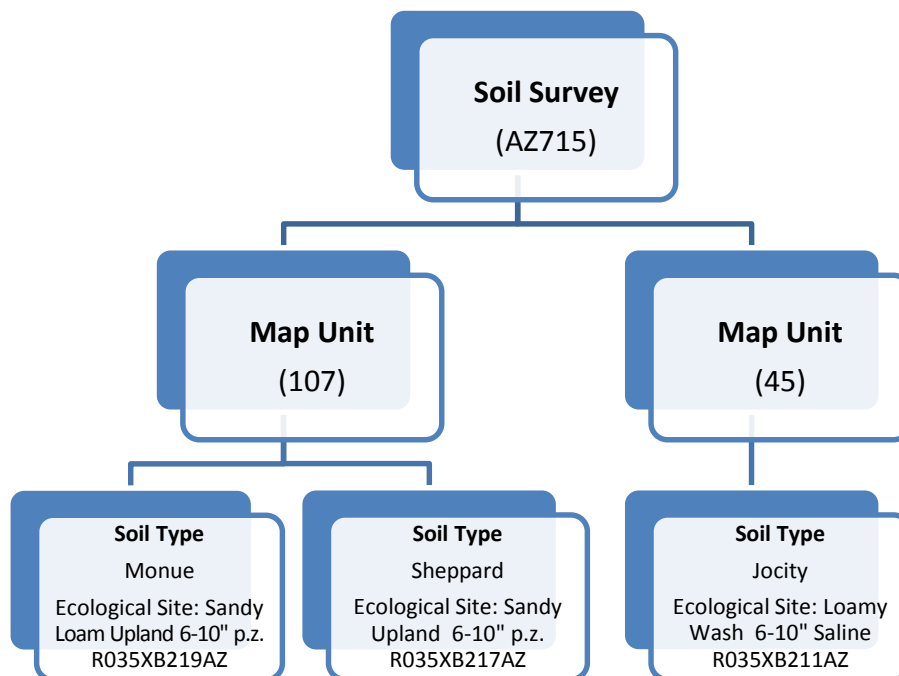 Soil Survey
(AZ715)
Map Unit
(107)
Map Unit
(45)
Soil Type
Monue
Ecological Site: Sandy
Loam Upland 6-10" p.z.
R035XB219AZ
Soil Type
Sheppard
Ecological Site: Sandy
Upland 6-10" p.z.
R035XB217AZ
Soil Type
Jocity
Ecological Site: Loamy
Wash 6-10" Saline
R035XB211AZ